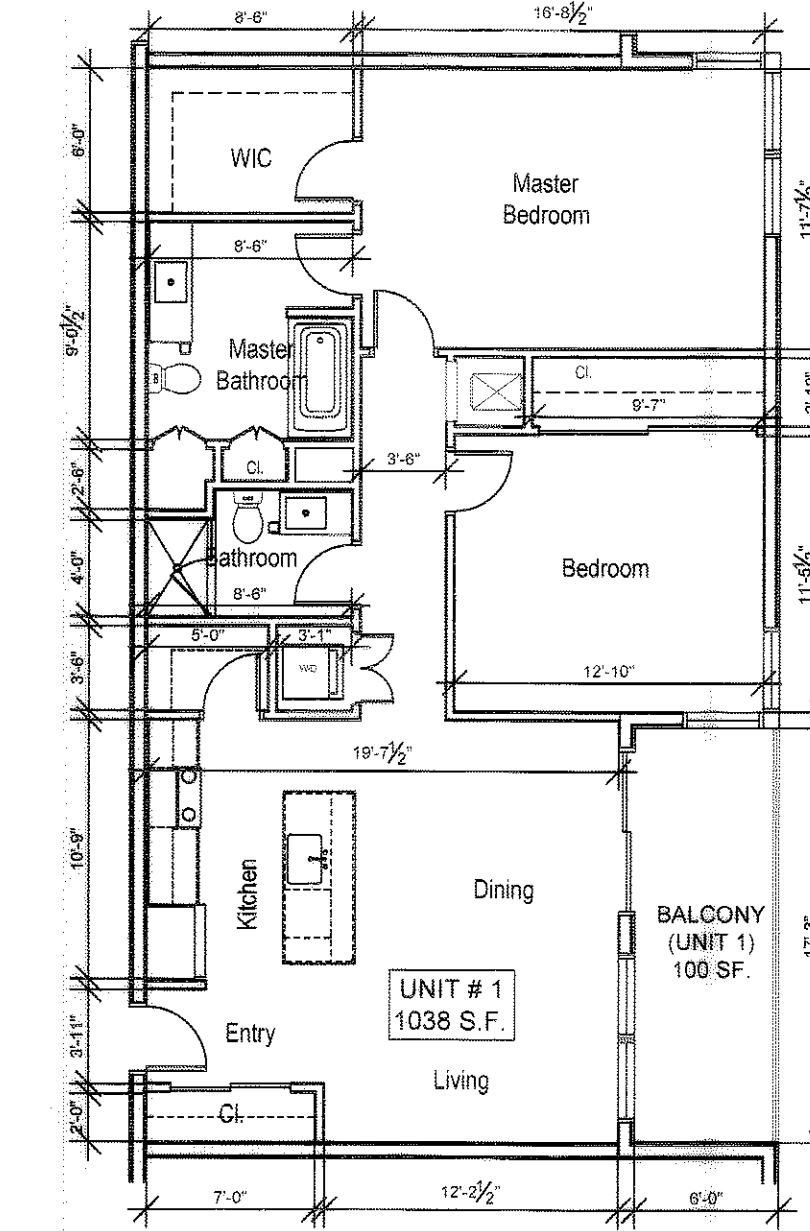 8'-6"
16'-8½"
6'-0"
WIC
Master
Bedroom
11'-7½"
8'-6"
9'-0½"
Master
Bathroom
Cl.
9'-7"
3'-6"
Cl.
2'-6"
Bathroom
4'-0"
8'-6"
Bedroom
11'-5½"
5'-0"
3'-1"
3'-6"
WD
12'-10"
19'-7½"
10'-9"
Kitchen
Dining
BALCONY
(UNIT 1)
100 SF.
UNIT # 1
1038 S.F.
Entry
3'-11"
Living
2'-0"
Cl.
7'-0"
12'-2½"
6'-0"